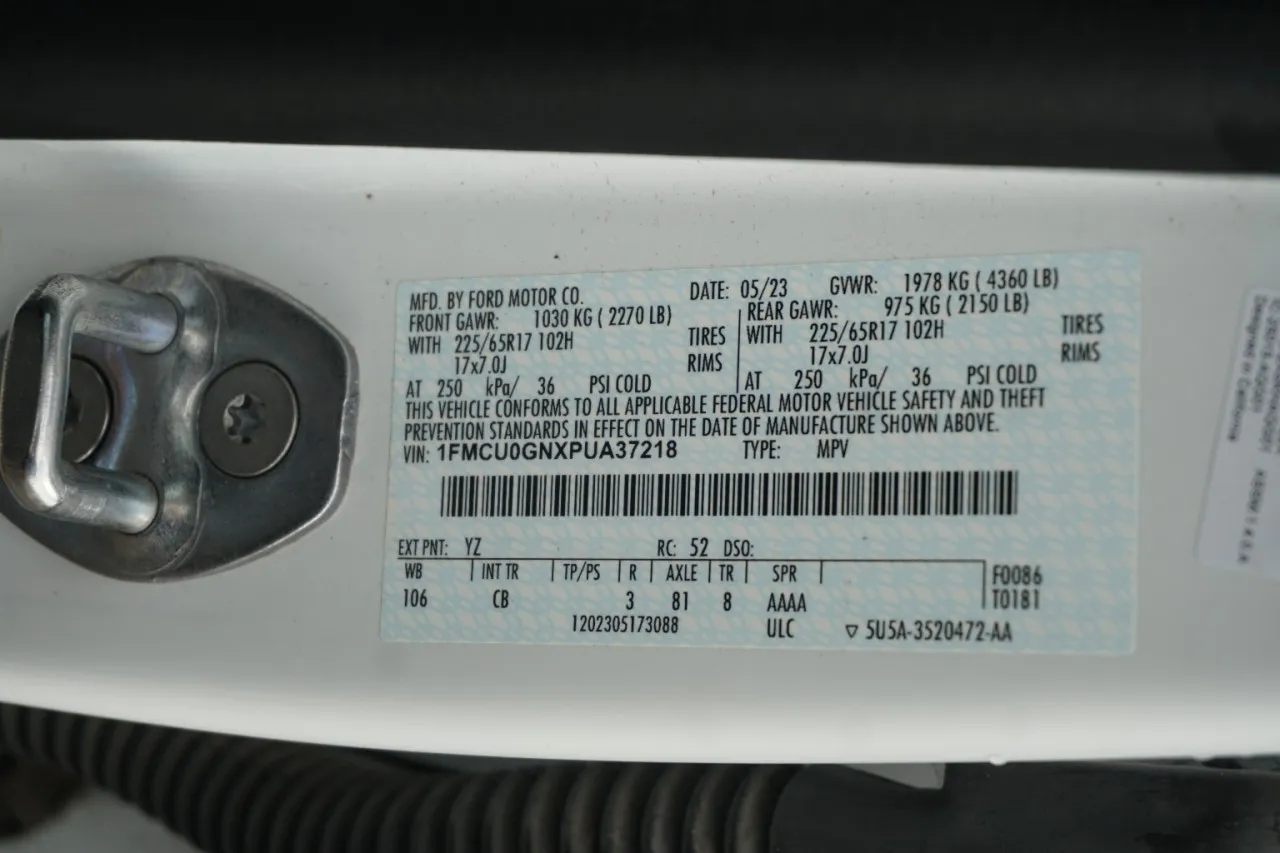 MFD. BY FORD MOTOR CO. DATE: 05/23 GVWR: 1978 KG ( 4360 LB)
FRONT GAWR: 1030 KG ( 2270 LB) REAR GAWR: 975 KG ( 2150 LB)
WITH 225/65R17 102H TIRES WITH 225/65R17 102H TIRES
17x7.0J RIMS 17x7.0J RIMS
AT 250 kPa/ 36 PSI COLD AT 250 kPa/ 36 PSI COLD
THIS VEHICLE CONFORMS TO ALL APPLICABLE FEDERAL MOTOR VEHICLE SAFETY AND THEFT
PREVENTION STANDARDS IN EFFECT ON THE DATE OF MANUFACTURE SHOWN ABOVE.
VIN: 1FMCU0GNXPUA37218 TYPE: MPV
EXT PNT: YZ RC: 52 DSO:
WB INT TR TP/PS R AXLE TR SPR F0086
106 CB 3 81 8 AAAA T0181
1202305173088 ULC ▽ 5U5A-3520472-AA
Designed in California